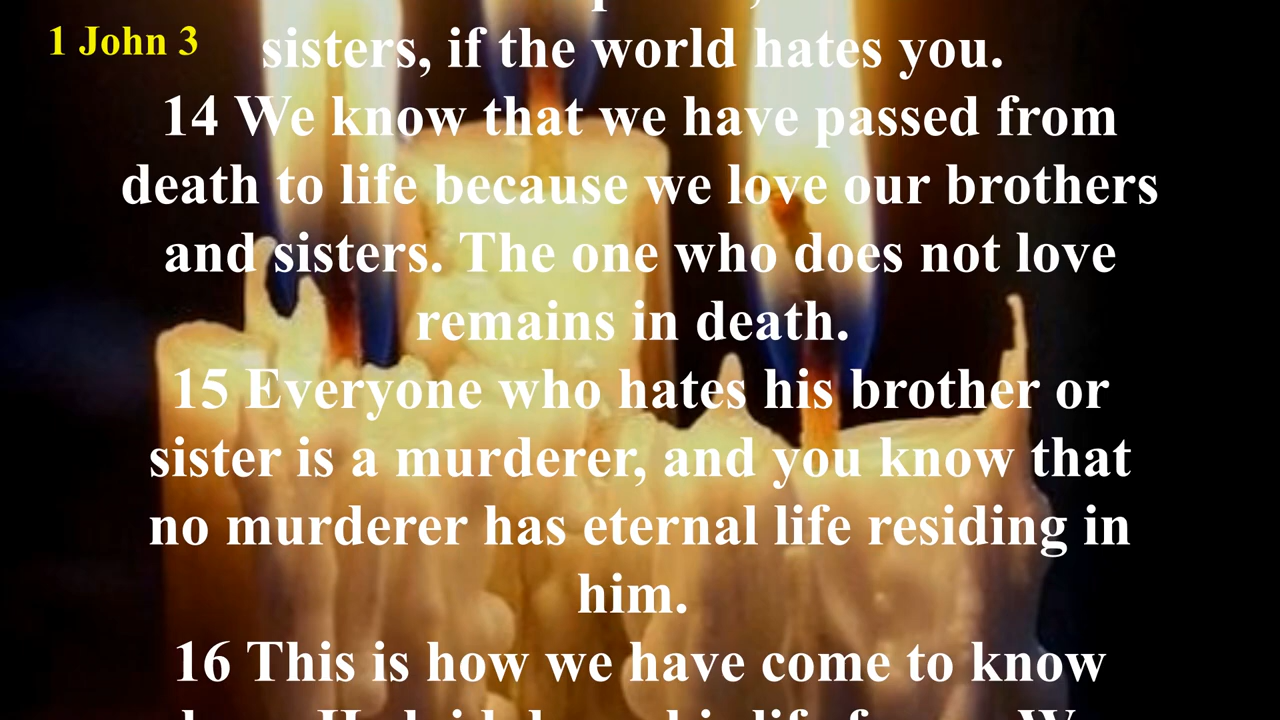 1 John 3
sisters, if the world hates you.
14 We know that we have passed from
death to life because we love our brothers
and sisters. The one who does not love
remains in death.
15 Everyone who hates his brother or
sister is a murderer, and you know that
no murderer has eternal life residing in
him.
16 This is how we have come to know